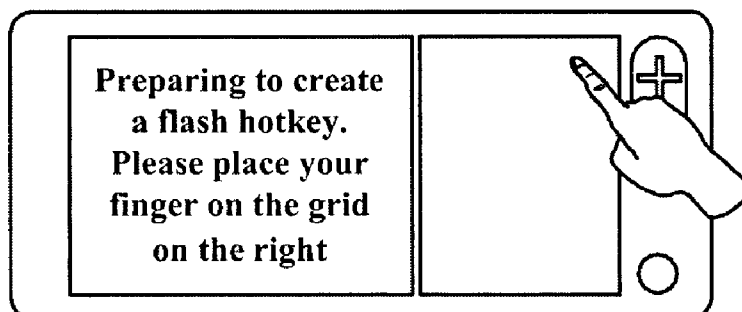 Preparing to create
a flash hotkey.
Please place your
finger on the grid
on the right